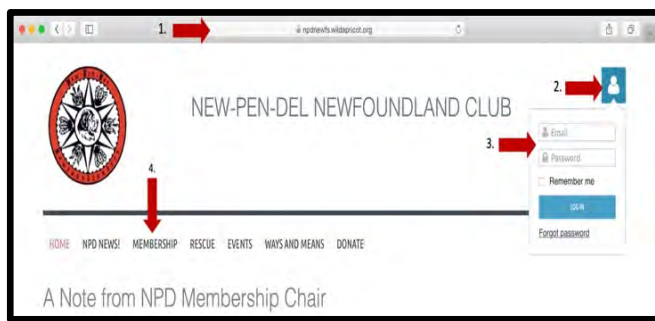 1.
npdnewfs.wildapricot.org
2.
NEW-PEN-DEL NEWFOUNDLAND CLUB
3.
Email
Password
Remember me
LOG IN
Forgot password
4.
HOME NPD NEWS! MEMBERSHIP RESCUE EVENTS WAYS AND MEANS DONATE
A Note from NPD Membership Chair